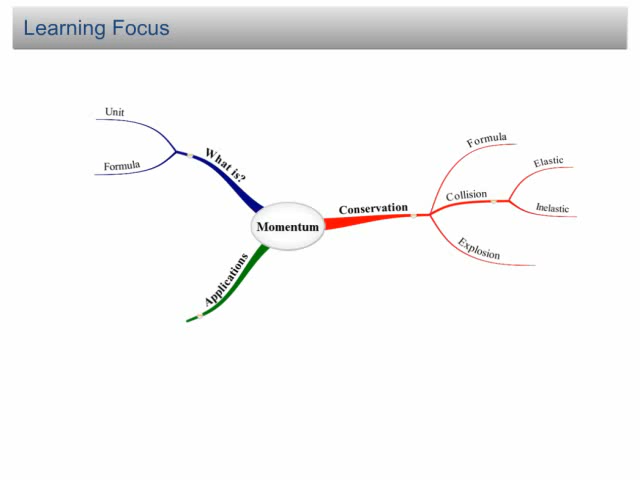 Learning Focus
Unit
Formula
What is?
Momentum
Applications
Conservation
Formula
Collision
Elastic
Inelastic
Explosion